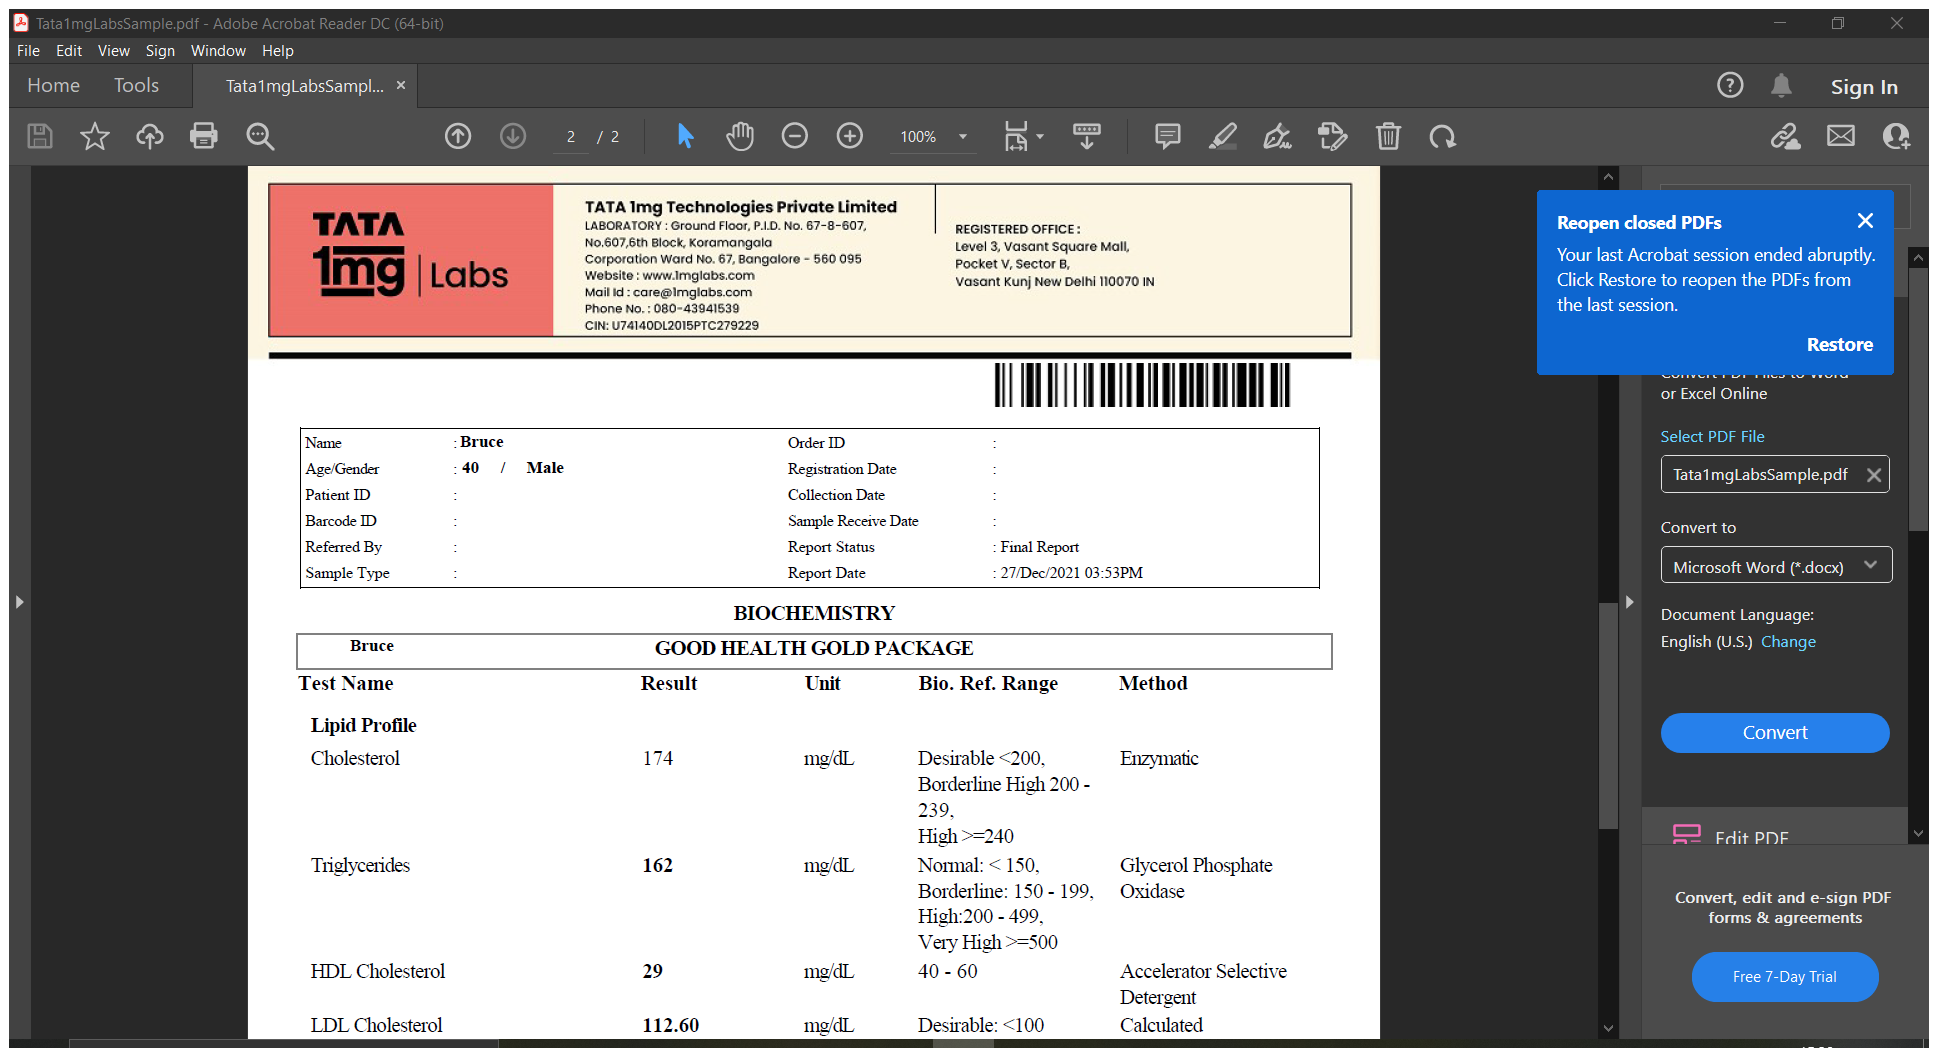 Tata1mgLabsSample.pdf - Adobe Acrobat Reader DC (64-bit)
File Edit View Sign Window Help
Home Tools Tata1mgLabsSampl... × Sign In
2 / 2 100%
TATA
1mg | Labs
TATA 1mg Technologies Private Limited
LABORATORY : Ground Floor, P.I.D. No. 67-8-607,
No.607,6th Block, Koramangala
Corporation Ward No. 67, Bangalore - 560 095
Website : www.1mglabs.com
Mail Id : care@1mglabs.com
Phone No. : 080-43941539
CIN: U74140DL2015PTC279229
REGISTERED OFFICE :
Level 3, Vasant Square Mall,
Pocket V, Sector B,
Vasant Kunj New Delhi 110070 IN
Name : Bruce Order ID :
Age/Gender : 40 / Male Registration Date :
Patient ID : Collection Date :
Barcode ID : Sample Receive Date :
Referred By : Report Status : Final Report
Sample Type : Report Date : 27/Dec/2021 03:53PM
BIOCHEMISTRY
Bruce GOOD HEALTH GOLD PACKAGE
Test Name Result Unit Bio. Ref. Range Method
Lipid Profile
Cholesterol 174 mg/dL Desirable <200, Enzymatic
Borderline High 200 -
239,
High >=240
Triglycerides 162 mg/dL Normal: < 150, Glycerol Phosphate
Borderline: 150 - 199, Oxidase
High:200 - 499,
Very High >=500
HDL Cholesterol 29 mg/dL 40 - 60 Accelerator Selective
Detergent
LDL Cholesterol 112.60 mg/dL Desirable: <100 Calculated
Reopen closed PDFs
Your last Acrobat session ended abruptly.
Click Restore to reopen the PDFs from
the last session.
Restore
Convert PDF Files to Word
or Excel Online
Select PDF File
Tata1mgLabsSample.pdf
Convert to
Microsoft Word (*.docx)
Document Language:
English (U.S.) Change
Convert
Edit PDF
Convert, edit and e-sign PDF
forms & agreements
Free 7-Day Trial